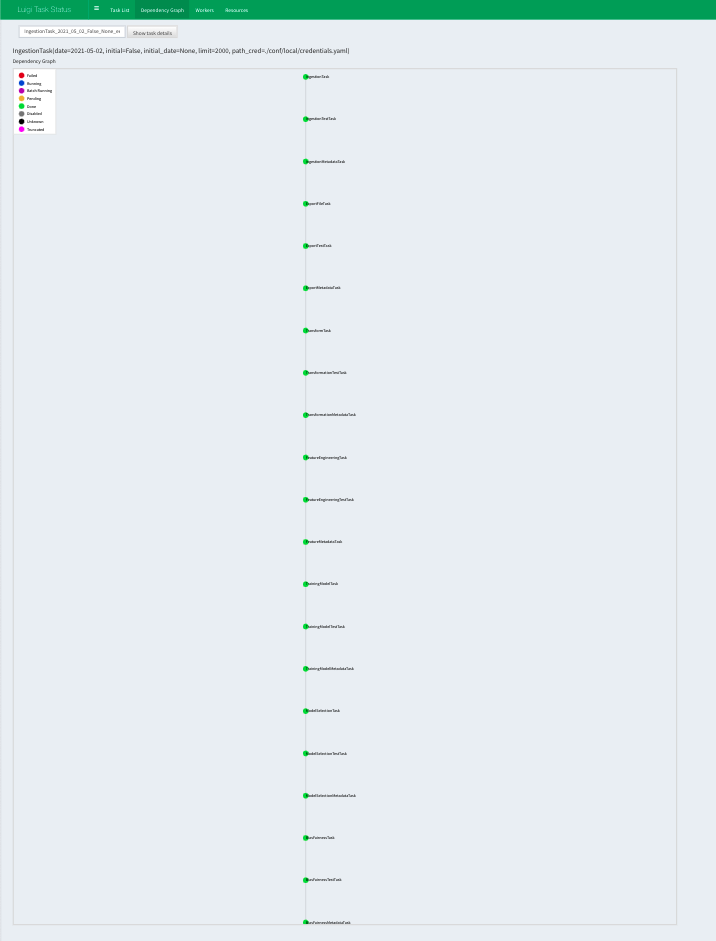 Luigi Task Status
Task List Dependency Graph Workers Resources
IngestionTask_2021_05_02_False_None_
Show task details
IngestionTask(date=2021-05-02, initial=False, initial_date=None, limit=2000, path_cred=./conf/local/credentials.yaml)
Dependency Graph
Failed
Running
Batch Running
Pending
Done
Disabled
Unknown
Truncated
IngestionTask
IngestionTestTask
IngestionMetadataTask
ExportFileTask
ExportTestTask
ExportMetadataTask
TransformTask
TransformationTestTask
TransformationMetadataTask
FeatureEngineeringTask
FeatureEngineeringTestTask
FeatureMetadataTask
TrainingModelTask
TrainingModelTestTask
TrainingModelMetadataTask
ModelSelectionTask
ModelSelectionTestTask
ModelSelectionMetadataTask
BiasFairnessTask
BiasFairnessTestTask
BiasFairnessMetadataTask